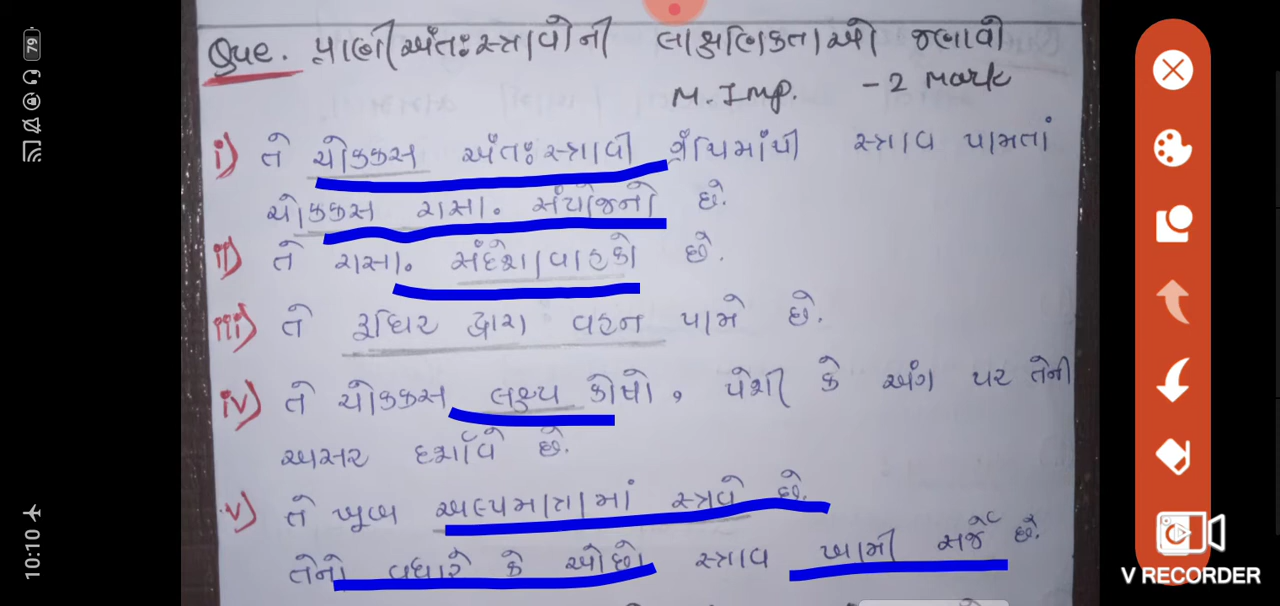 Que. પ્રાણી અંતઃસ્ત્રાવોની લાક્ષણિકતાઓ જણાવો
M. Imp. - 2 Mark
i) તે ચોક્કસ અંતઃસ્ત્રાવી ગ્રંથિમાંથી સ્ત્રાવ પામતાં
ચોક્કસ રાસા. સંયોજનો છે.
ii) તે રાસા. સંદેશાવાહકો છે.
iii) તે રૂધિર દ્વારા વહન પામે છે.
iv) તે ચોક્કસ લક્ષ્ય કોષો, પેશી કે અંગ પર તેની
અસર દર્શાવે છે.
v) તે ખૂબ અલ્પમાત્રામાં સ્ત્રવે છે.
તેનો વધારે કે ઓછો સ્ત્રાવ ખામી સર્જે છે.
79
10:10
V RECORDER